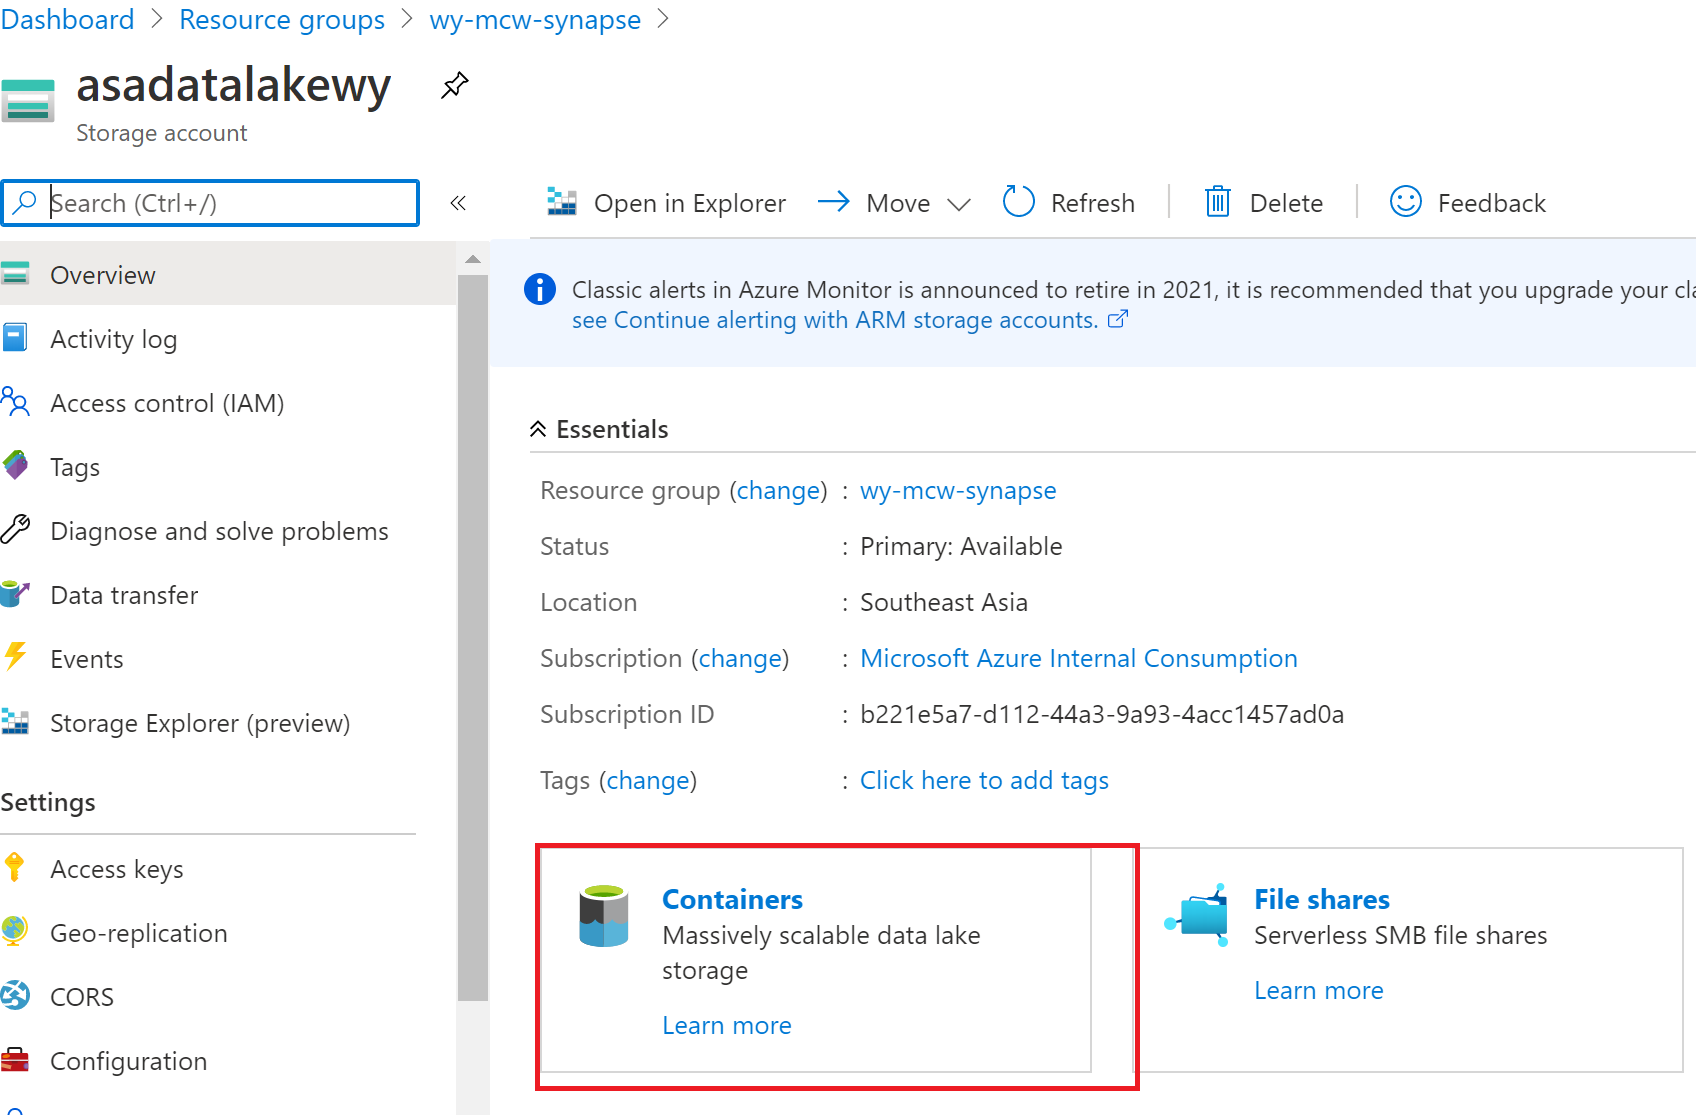 Dashboard > Resource groups > wy-mcw-synapse >
asadatalakewy
Storage account
Search (Ctrl+/)
«
Open in Explorer
Move
Refresh
Delete
Feedback
Overview
Activity log
Access control (IAM)
Tags
Diagnose and solve problems
Data transfer
Events
Storage Explorer (preview)
Settings
Access keys
Geo-replication
CORS
Configuration
Classic alerts in Azure Monitor is announced to retire in 2021, it is recommended that you upgrade your
see Continue alerting with ARM storage accounts.
Essentials
Resource group (change) : wy-mcw-synapse
Status : Primary: Available
Location : Southeast Asia
Subscription (change) : Microsoft Azure Internal Consumption
Subscription ID : b221e5a7-d112-44a3-9a93-4acc1457ad0a
Tags (change) : Click here to add tags
Containers
Massively scalable data lake
storage
Learn more
File shares
Serverless SMB file shares
Learn more